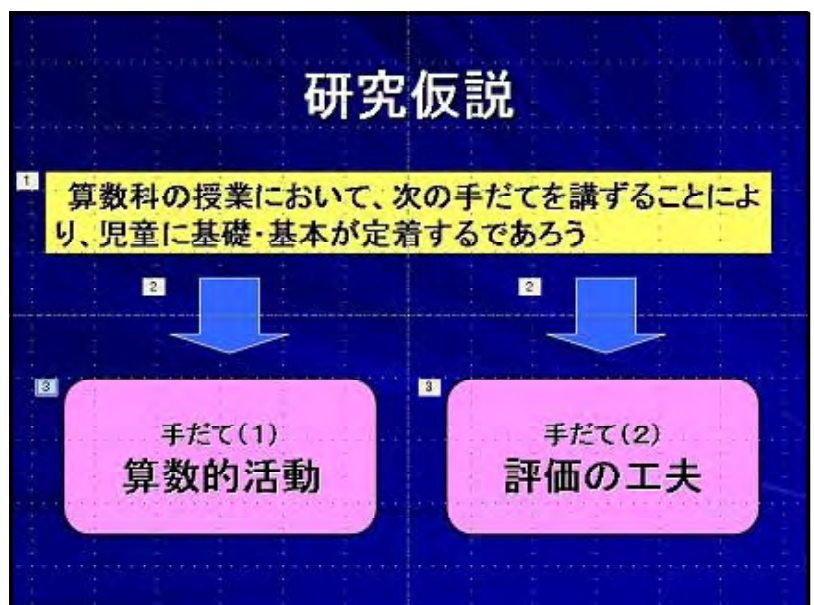 研究仮説
1
算数科の授業において、次の手だてを講ずることによ
り、児童に基礎・基本が定着するであろう
2
2
3
3
手だて(1)
手だて(2)
算数的活動
評価の工夫